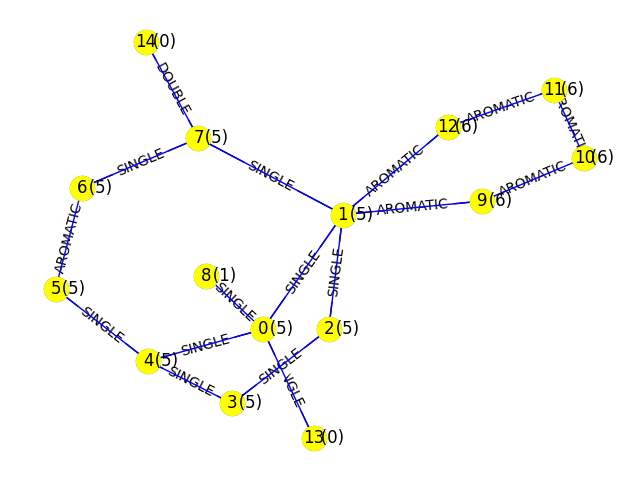 14(0)
DOUBLE
11(6)
AROMATIC
12(6)
7(5)
SINGLE
10(6)
AROMATIC
SINGLE
AROMATIC
6(5)
9(6)
AROMATIC
1(5)
AROMATIC
SINGLE
SINGLE
8(1)
5(5)
SINGLE
SINGLE
0(5)
2(5)
SINGLE
4(5)
SINGLE
SINGLE
3(5)
13(0)